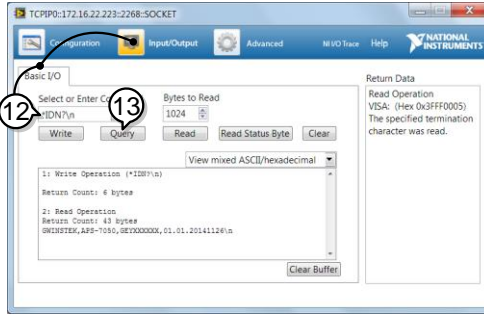 TCPIP0::172.16.22.223::2268::SOCKET
Configuration Input/Output Advanced NI I/O Trace Help NATIONAL INSTRUMENTS
Basic I/O
Return Data
12 13
Select or Enter Co Bytes to Read
*IDN?\n 1024
Write Query Read Read Status Byte Clear
View mixed ASCII/hexadecimal
1: Write Operation (*IDN?\n)
Return Count: 6 bytes
2: Read Operation
Return Count: 43 bytes
GWINSTEK,APS-7050,GEYXXXXXX,01.01.20141126\n
Clear Buffer
Read Operation
VISA: (Hex 0x3FFF0005)
The specified termination
character was read.